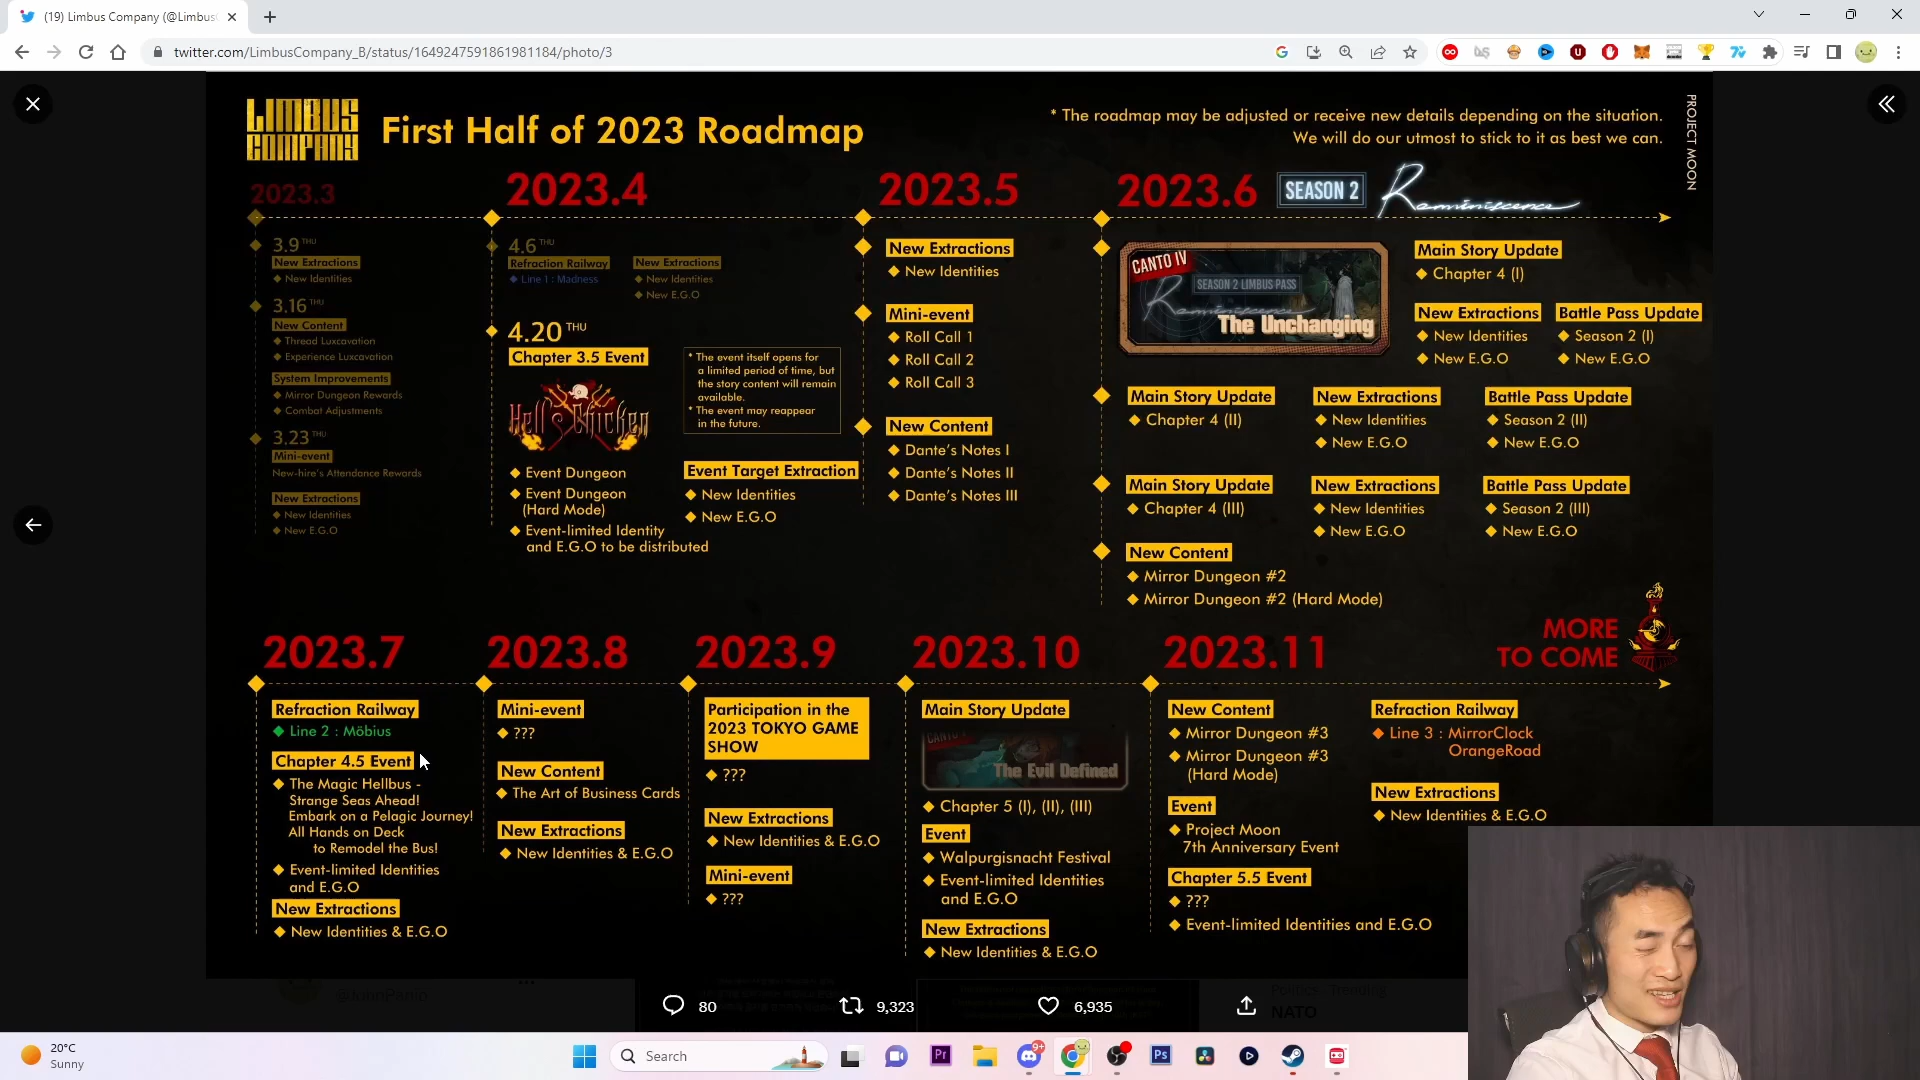 (19) Limbus Company (@Limbus
twitter.com/LimbusCompany_B/status/1649247591861981184/photo/3
LIMBUS
COMPANY
First Half of 2023 Roadmap
* The roadmap may be adjusted or receive new details depending on the situation.
We will do our utmost to stick to it as best we can.
PROJECT MOON
2023.3
3.9 THU
New Extractions
◆ New Identities
3.16 THU
New Content
◆ Thread Luxcavation
◆ Experience Luxcavation
System Improvements
◆ Mirror Dungeon Rewards
◆ Combat Adjustments
3.23 THU
Mini-event
New-hire's Attendance Rewards
New Extractions
◆ New Identities
◆ New E.G.O
2023.4
4.6 THU
Refraction Railway
◆ Line 1 : Madness
New Extractions
◆ New Identities
◆ New E.G.O
4.20 THU
Chapter 3.5 Event
Hell's Chicken
* The event itself opens for
a limited period of time, but
the story content will remain
available.
* The event may reappear
in the future.
◆ Event Dungeon
◆ Event Dungeon
(Hard Mode)
◆ Event-limited Identity
and E.G.O to be distributed
Event Target Extraction
◆ New Identities
◆ New E.G.O
2023.5
New Extractions
◆ New Identities
Mini-event
◆ Roll Call 1
◆ Roll Call 2
◆ Roll Call 3
New Content
◆ Dante's Notes I
◆ Dante's Notes II
◆ Dante's Notes III
2023.6
SEASON 2
Reminiscence
CANTO IV
SEASON 2 LIMBUS PASS
Reminiscence
The Unchanging
Main Story Update
◆ Chapter 4 (I)
New Extractions
◆ New Identities
◆ New E.G.O
Battle Pass Update
◆ Season 2 (I)
◆ New E.G.O
Main Story Update
◆ Chapter 4 (II)
New Extractions
◆ New Identities
◆ New E.G.O
Battle Pass Update
◆ Season 2 (II)
◆ New E.G.O
Main Story Update
◆ Chapter 4 (III)
New Extractions
◆ New Identities
◆ New E.G.O
Battle Pass Update
◆ Season 2 (III)
◆ New E.G.O
New Content
◆ Mirror Dungeon #2
◆ Mirror Dungeon #2 (Hard Mode)
MORE
TO COME
2023.7
Refraction Railway
◆ Line 2 : Möbius
Chapter 4.5 Event
◆ The Magic Hellbus -
Strange Seas Ahead!
Embark on a Pelagic Journey!
All Hands on Deck
to Remodel the Bus!
◆ Event-limited Identities
and E.G.O
New Extractions
◆ New Identities & E.G.O
2023.8
Mini-event
◆ ???
New Content
◆ The Art of Business Cards
New Extractions
◆ New Identities & E.G.O
2023.9
Participation in the
2023 TOKYO GAME
SHOW
◆ ???
New Extractions
◆ New Identities & E.G.O
Mini-event
◆ ???
2023.10
Main Story Update
CANTO
The Evil Defined
◆ Chapter 5 (I), (II), (III)
Event
◆ Walpurgisnacht Festival
◆ Event-limited Identities
and E.G.O
New Extractions
◆ New Identities & E.G.O
2023.11
New Content
◆ Mirror Dungeon #3
◆ Mirror Dungeon #3
(Hard Mode)
Event
◆ Project Moon
7th Anniversary Event
Chapter 5.5 Event
◆ ???
◆ Event-limited Identities and E.G.O
Refraction Railway
◆ Line 3 : MirrorClock
OrangeRoad
New Extractions
◆ New Identities & E.G.O
80
9,323
6,935
NATO
20°C
Sunny
Search
Pr
9+
Ps